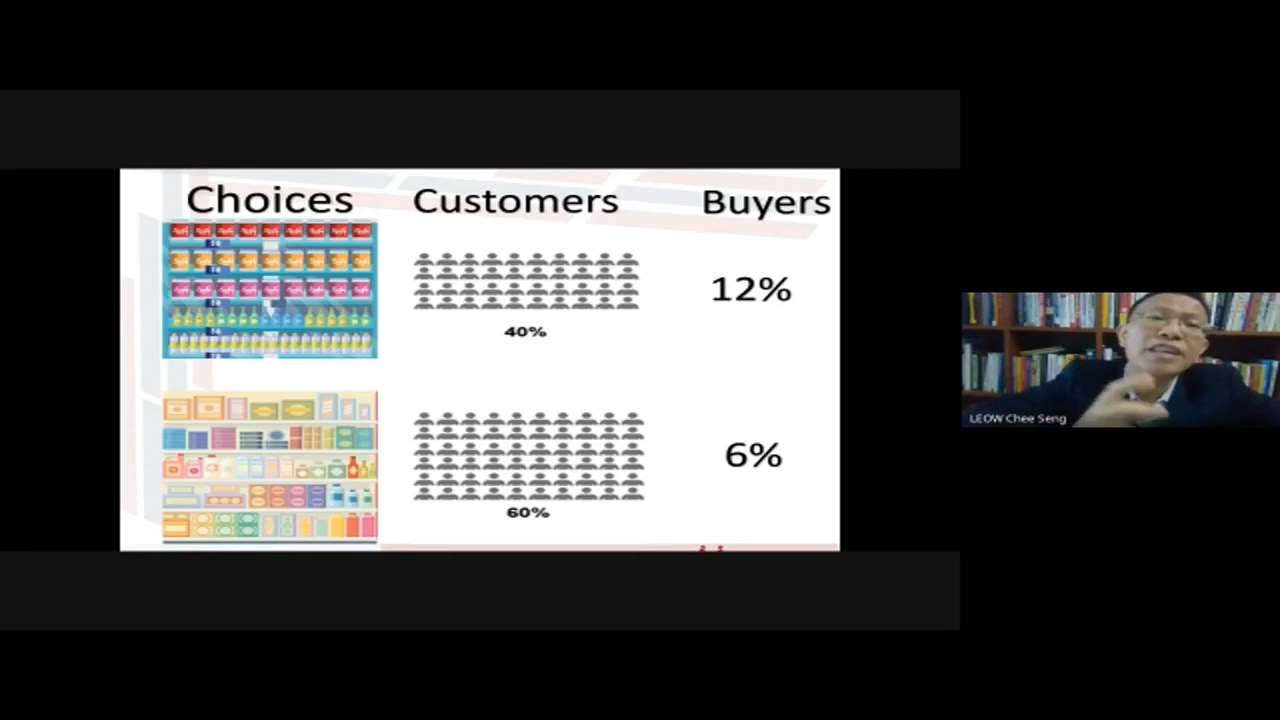 Choices
Customers
Buyers
40%
12%
60%
6%
LEOW Chee Seng